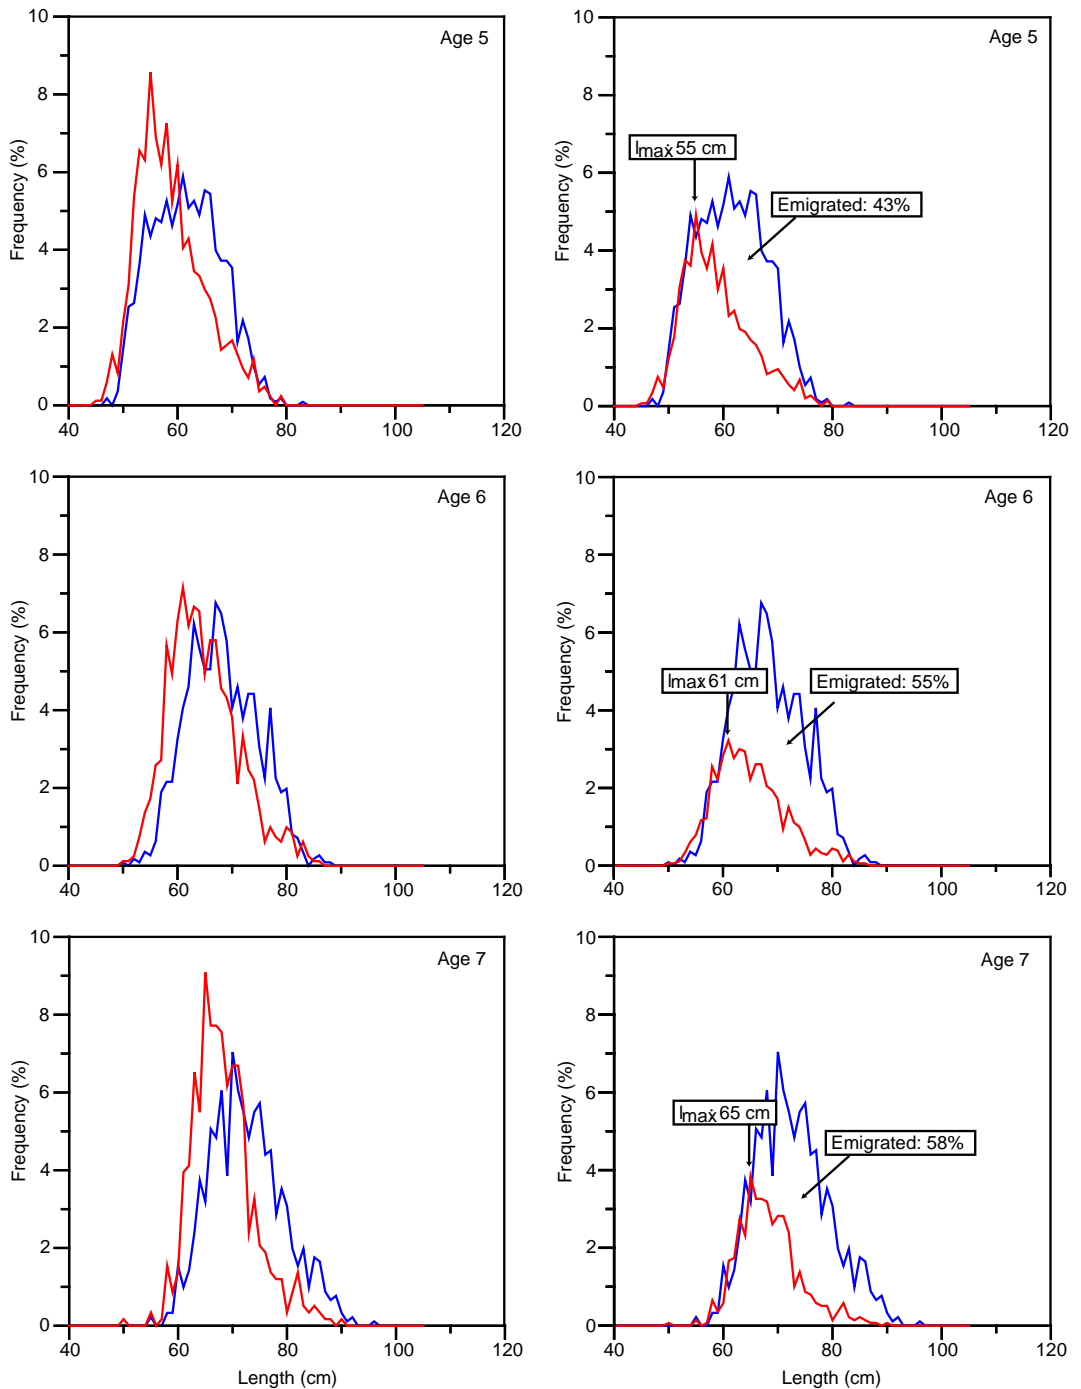 10
8
6
4
2
0
Frequency (%)
Age 5
40 60 80 100 120
10
8
6
4
2
0
Frequency (%)
Age 5
lmax: 55 cm
Emigrated: 43%
40 60 80 100 120
10
8
6
4
2
0
Frequency (%)
Age 6
40 60 80 100 120
10
8
6
4
2
0
Frequency (%)
Age 6
lmax: 61 cm
Emigrated: 55%
40 60 80 100 120
10
8
6
4
2
0
Frequency (%)
Age 7
40 60 80 100 120
Length (cm)
10
8
6
4
2
0
Frequency (%)
Age 7
lmax: 65 cm
Emigrated: 58%
40 60 80 100 120
Length (cm)